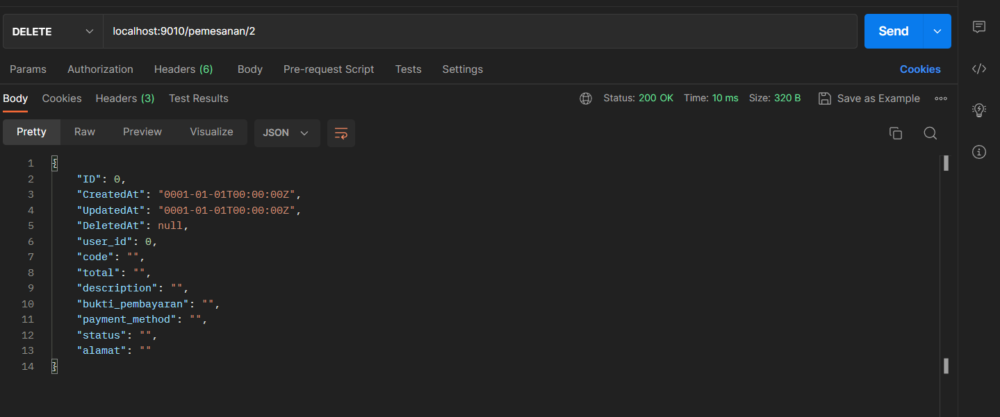 DELETE localhost:9010/pemesanan/2 Send
Params Authorization Headers (6) Body Pre-request Script Tests Settings Cookies
Body Cookies Headers (3) Test Results Status: 200 OK Time: 10 ms Size: 320 B Save as Example
Pretty Raw Preview Visualize JSON
1 {
2 "ID": 0,
3 "CreatedAt": "0001-01-01T00:00:00Z",
4 "UpdatedAt": "0001-01-01T00:00:00Z",
5 "DeletedAt": null,
6 "user_id": 0,
7 "code": "",
8 "total": "",
9 "description": "",
10 "bukti_pembayaran": "",
11 "payment_method": "",
12 "status": "",
13 "alamat": ""
14 }